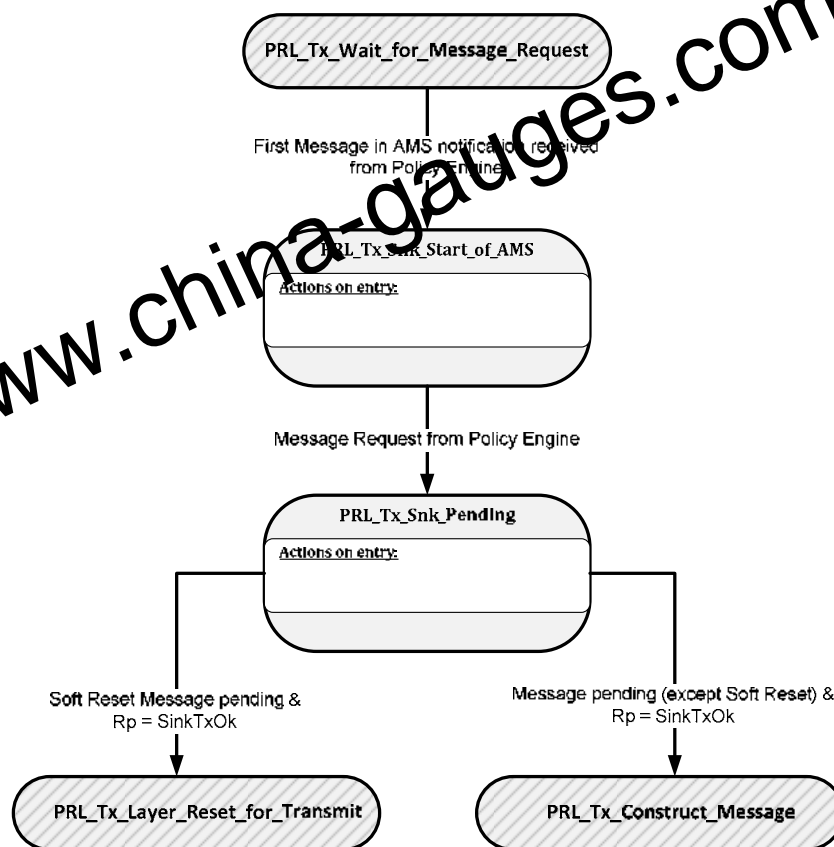 PRL_Tx_Wait_for_Message_Request
First Message in AMS notification received
from Policy Engine
PRL_Tx_Snk_Start_of_AMS
Actions on entry:
Message Request from Policy Engine
PRL_Tx_Snk_Pending
Actions on entry:
Soft Reset Message pending &
Rp = SinkTxOk
Message pending (except Soft Reset) &
Rp = SinkTxOk
PRL_Tx_Layer_Reset_for_Transmit
PRL_Tx_Construct_Message
ww.china-gauges.com